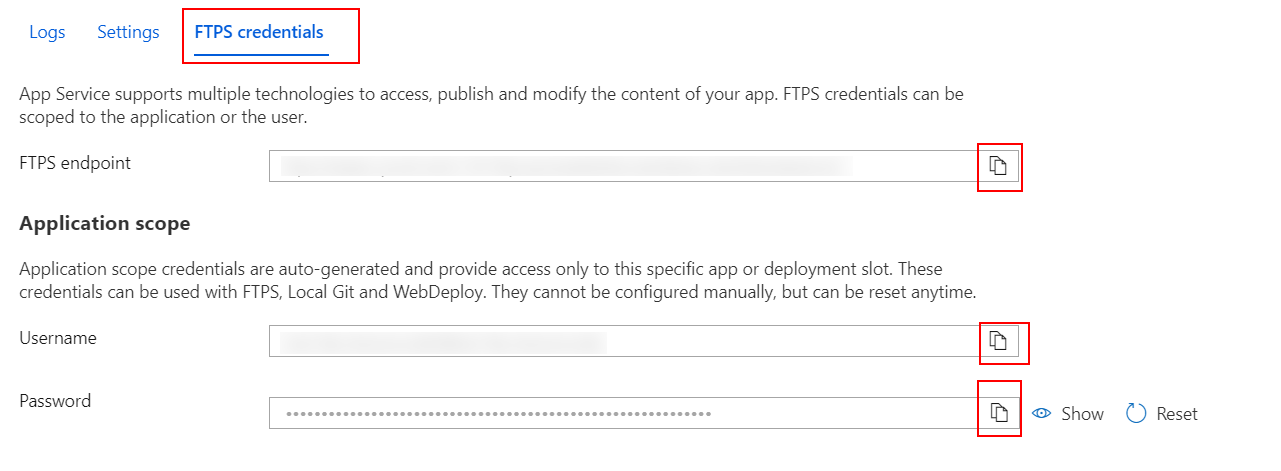 Logs Settings FTPS credentials
App Service supports multiple technologies to access, publish and modify the content of your app. FTPS credentials can be
scoped to the application or the user.
FTPS endpoint
Application scope
Application scope credentials are auto-generated and provide access only to this specific app or deployment slot. These
credentials can be used with FTPS, Local Git and WebDeploy. They cannot be configured manually, but can be reset anytime.
Username
Password Show Reset